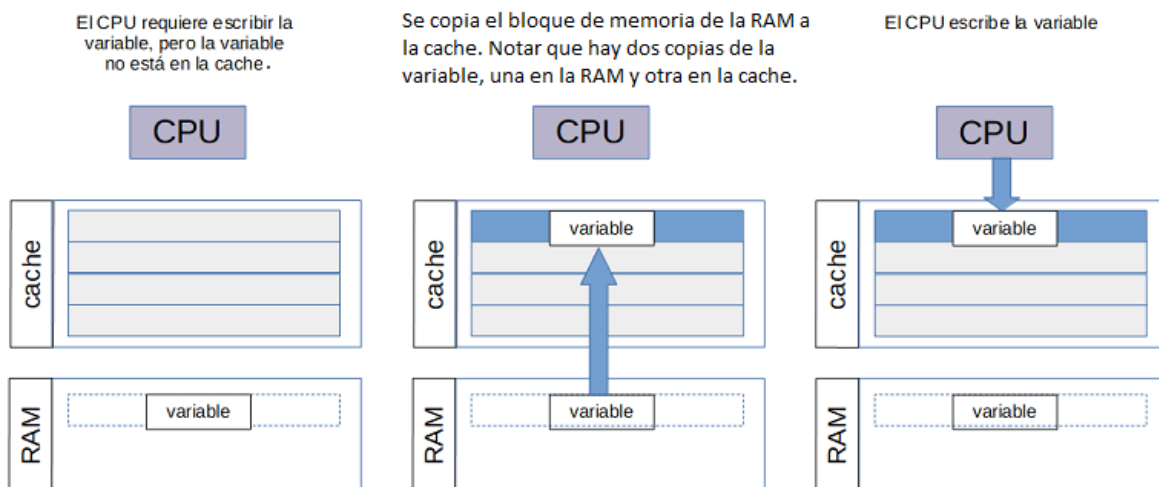 El CPU requiere escribir la
variable, pero la variable
no está en la cache.
CPU
cache
RAM
variable
Se copia el bloque de memoria de la RAM a
la cache. Notar que hay dos copias de la
variable, una en la RAM y otra en la cache.
CPU
cache
variable
RAM
variable
El CPU escribe la variable
CPU
cache
variable
RAM
variable